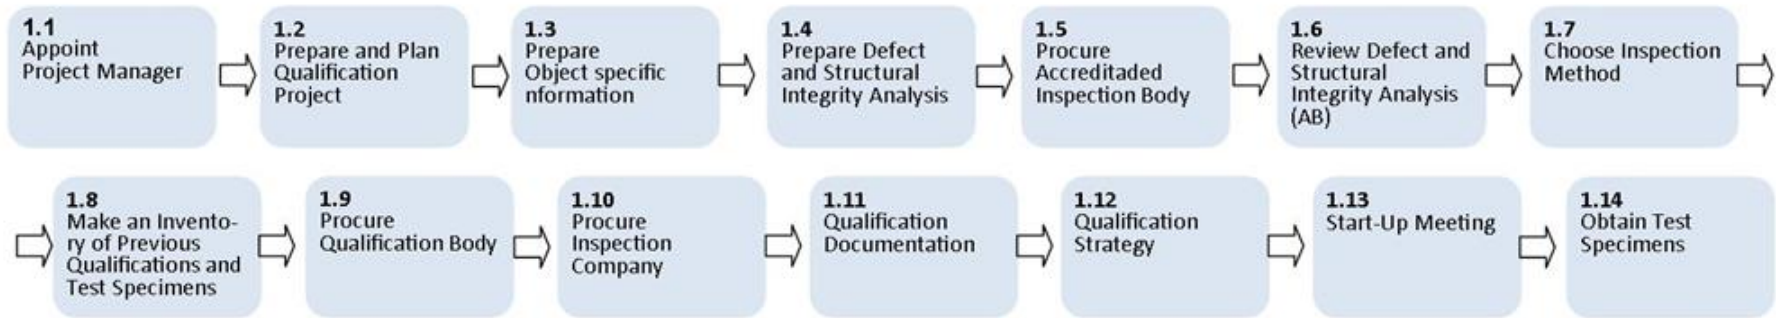 1.1
Appoint
Project Manager
1.2
Prepare and Plan
Qualification
Project
1.3
Prepare
Object specific
nformation
1.4
Prepare Defect
and Structural
Integrity Analysis
1.5
Procure
Accreditaded
Inspection Body
1.6
Review Defect and
Structural
Integrity Analysis
(AB)
1.7
Choose Inspection
Method
1.8
Make an Invento-
ry of Previous
Qualifications and
Test Specimens
1.9
Procure
Qualification Body
1.10
Procure
Inspection
Company
1.11
Qualification
Documentation
1.12
Qualification
Strategy
1.13
Start-Up Meeting
1.14
Obtain Test
Specimens